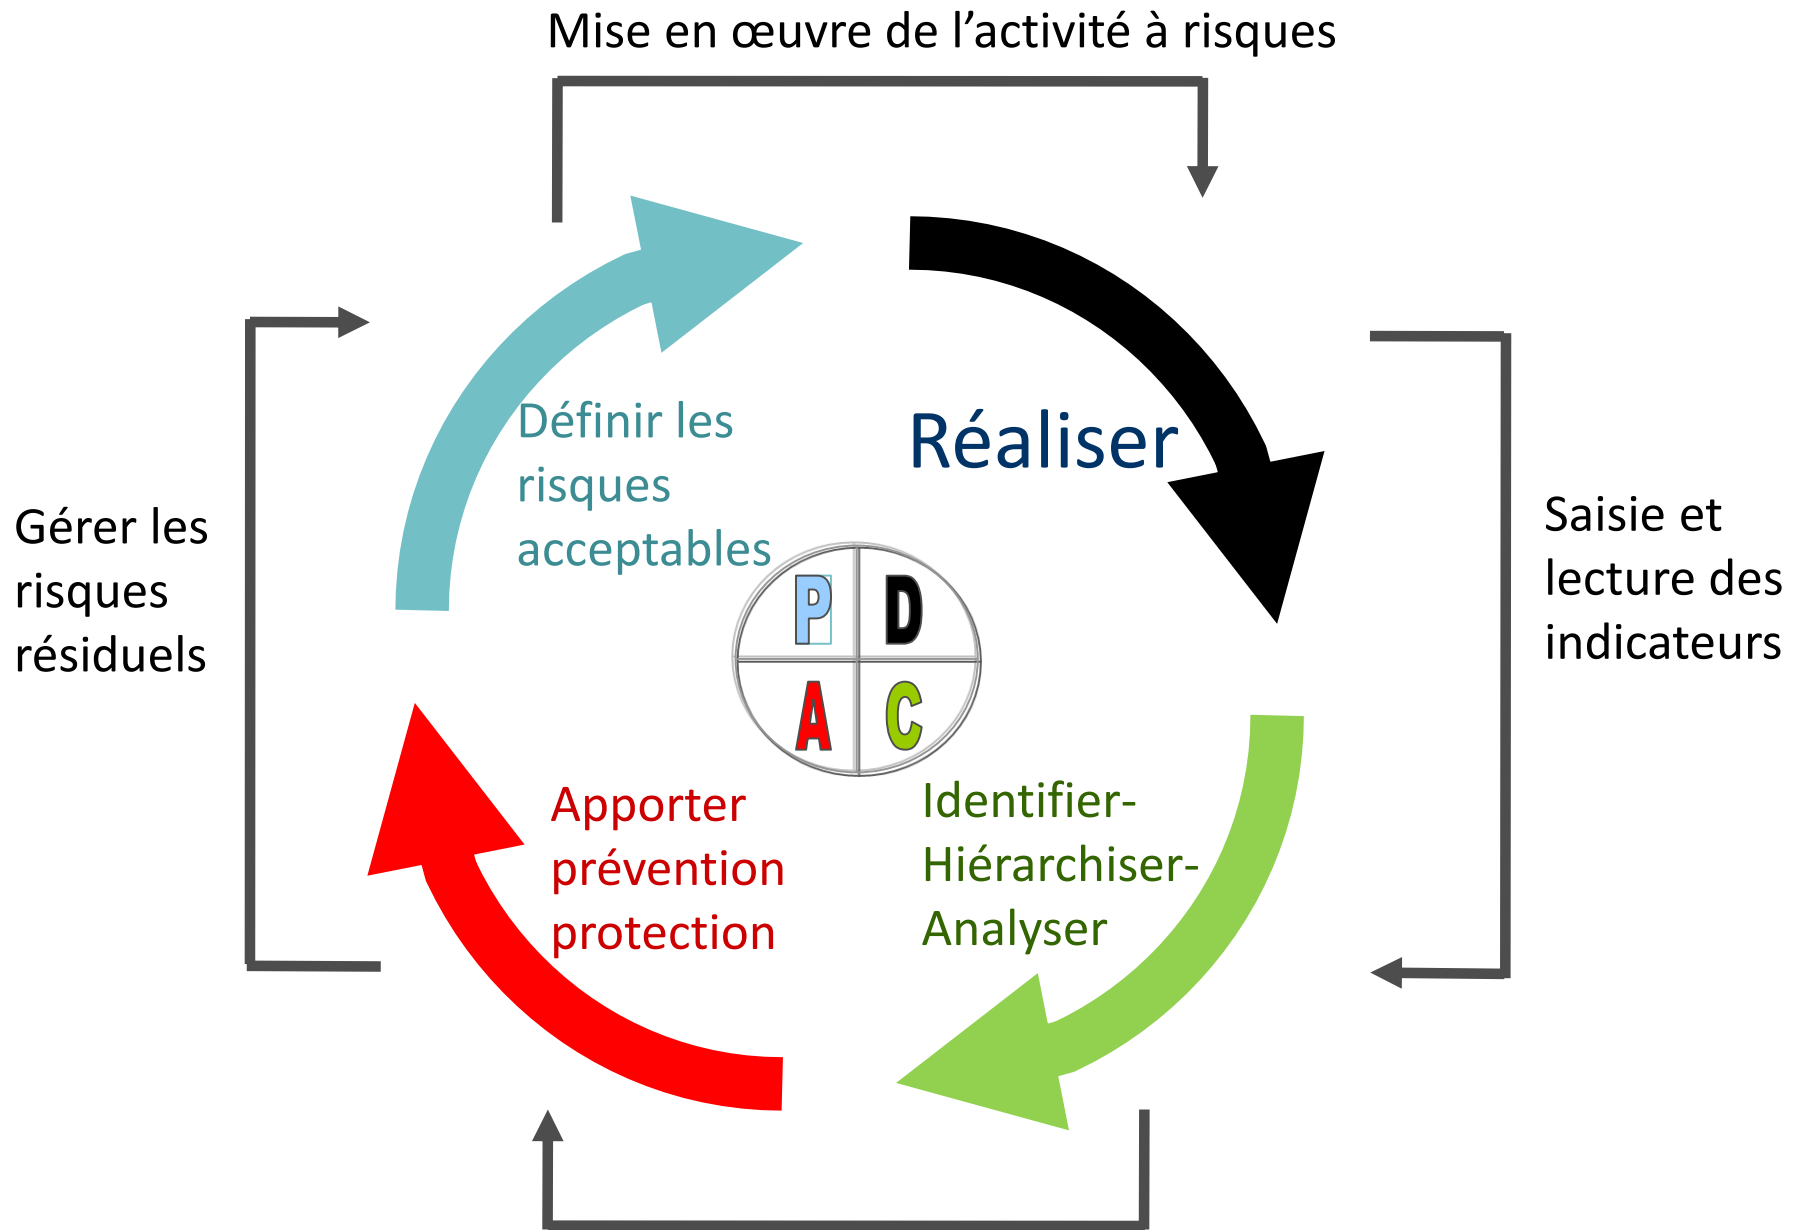 Mise en œuvre de l'activité à risques
Définir les
risques
acceptables
Réaliser
Gérer les
risques
résiduels
Saisie et
lecture des
indicateurs
P D
A C
Apporter
prévention
protection
Identifier-
Hiérarchiser-
Analyser